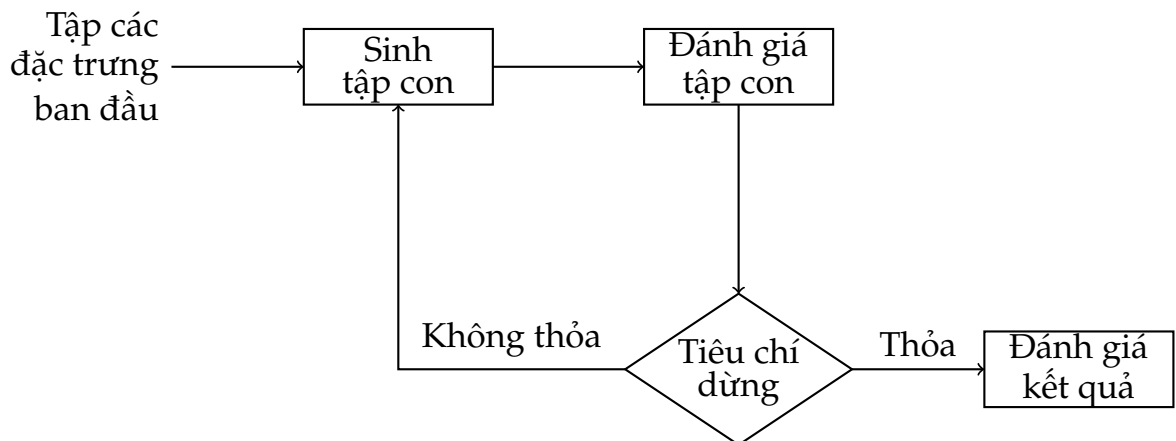 Tập các
đặc trưng
ban đầu
Sinh
tập con
Đánh giá
tập con
Không thỏa
Tiêu chí
dừng
Thỏa
Đánh giá
kết quả